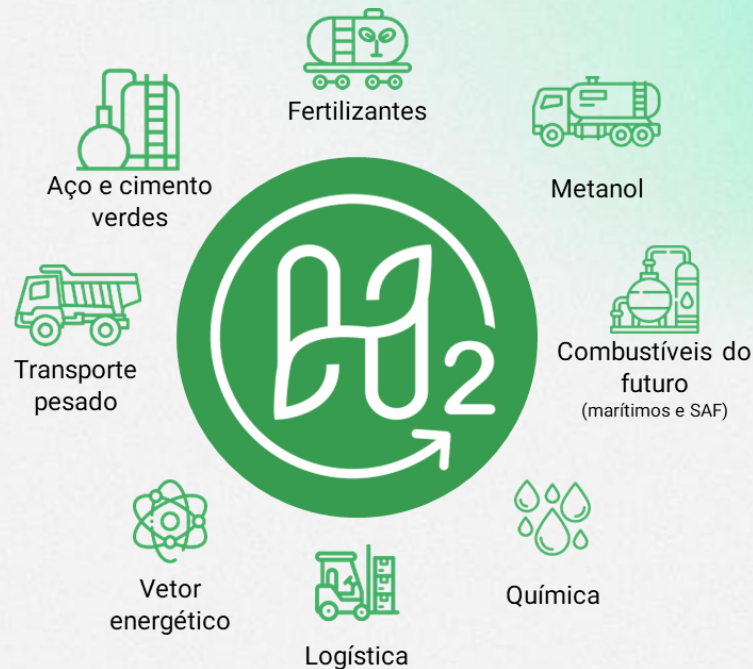 Fertilizantes
Metanol
Combustíveis do
futuro
(marítimos e SAF)
Química
Logística
Vetor
energético
Transporte
pesado
Aço e cimento
verdes
H2